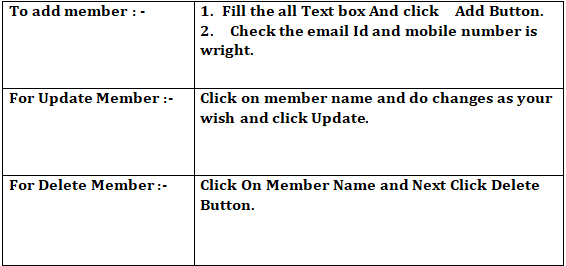 To add member : -
1. Fill the all Text box And click Add Button.
2. Check the email Id and mobile number is
wright.
For Update Member :-
Click on member name and do changes as your
wish and click Update.
For Delete Member :-
Click On Member Name and Next Click Delete
Button.